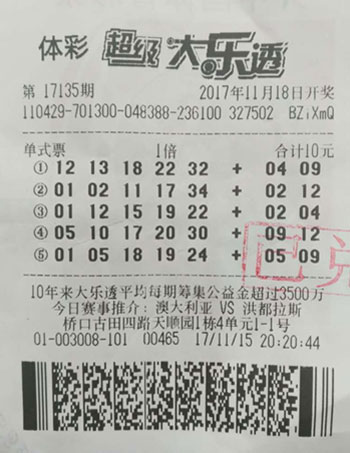 体彩 超级大乐透
第 17135期 2017年11月18日开奖
110429-701300-048388-236100 327502 BZiXmQ
单式票 1倍 合计10元
① 12 13 18 22 32 + 04 09
② 01 02 11 17 34 + 02 12
③ 01 12 15 19 22 + 02 04
④ 05 10 17 20 30 + 09 12
⑤ 01 05 18 19 24 + 05 09
已兑
10年来大乐透平均每期筹集公益金超过3500万
今日赛事推介: 澳大利亚 VS 洪都拉斯
桥口古田四路天顺园1栋4单元1-1号
01-003008-101 00465 17/11/15 20:20:44